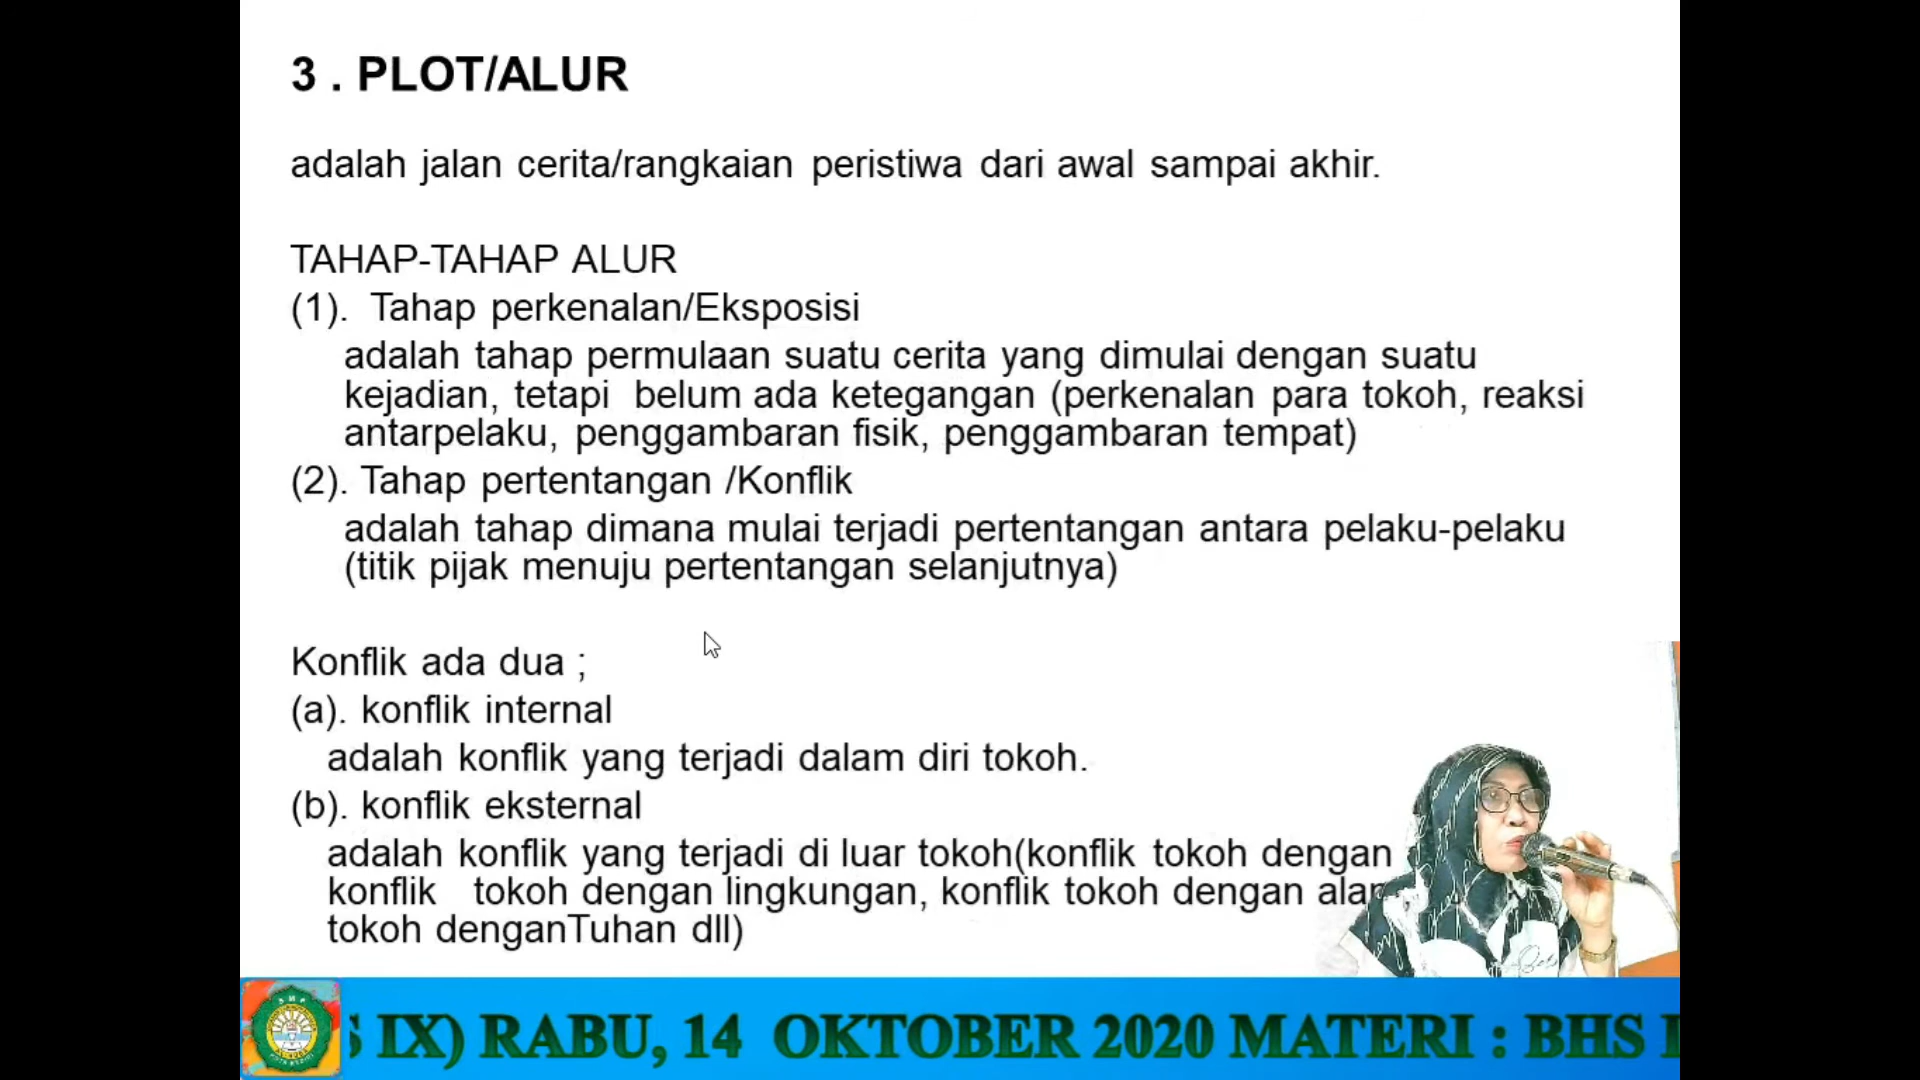 3 . PLOT/ALUR
adalah jalan cerita/rangkaian peristiwa dari awal sampai akhir.
TAHAP-TAHAP ALUR
(1). Tahap perkenalan/Eksposisi
adalah tahap permulaan suatu cerita yang dimulai dengan suatu
kejadian, tetapi belum ada ketegangan (perkenalan para tokoh, reaksi
antarpelaku, penggambaran fisik, penggambaran tempat)
(2). Tahap pertentangan /Konflik
adalah tahap dimana mulai terjadi pertentangan antara pelaku-pelaku
(titik pijak menuju pertentangan selanjutnya)
Konflik ada dua ;
(a). konflik internal
adalah konflik yang terjadi dalam diri tokoh.
(b). konflik eksternal
adalah konflik yang terjadi di luar tokoh(konflik tokoh dengan
konflik tokoh dengan lingkungan, konflik tokoh dengan
tokoh denganTuhan dll)
IX) RABU, 14 OKTOBER 2020 MATERI : BHS
SMP